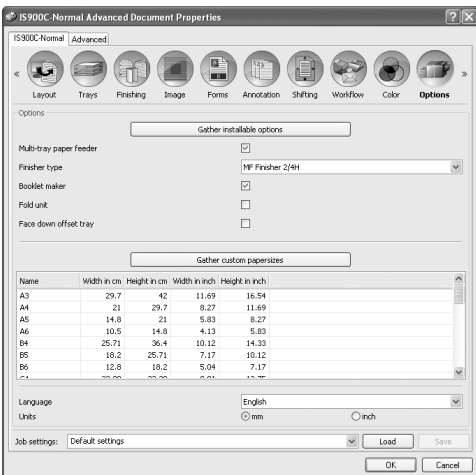 IS900C-Normal Advanced Document Properties
IS900C-Normal Advanced
« Layout Trays Finishing Image Forms Annotation Shifting Workflow Color Options »
Options
Gather installable options
Multi-tray paper feeder
Finisher type MF Finisher 2/4H
Booklet maker
Fold unit
Face down offset tray
Gather custom papersizes
Name Width in cm Height in cm Width in inch Height in inch
A3 29.7 42 11.69 16.54
A4 21 29.7 8.27 11.69
A5 14.8 21 5.83 8.27
A6 10.5 14.8 4.13 5.83
B4 25.71 36.4 10.12 14.33
B5 18.2 25.71 7.17 10.12
B6 12.8 18.2 5.04 7.17
Language English
Units mm inch
Job settings: Default settings Load Save
OK Cancel